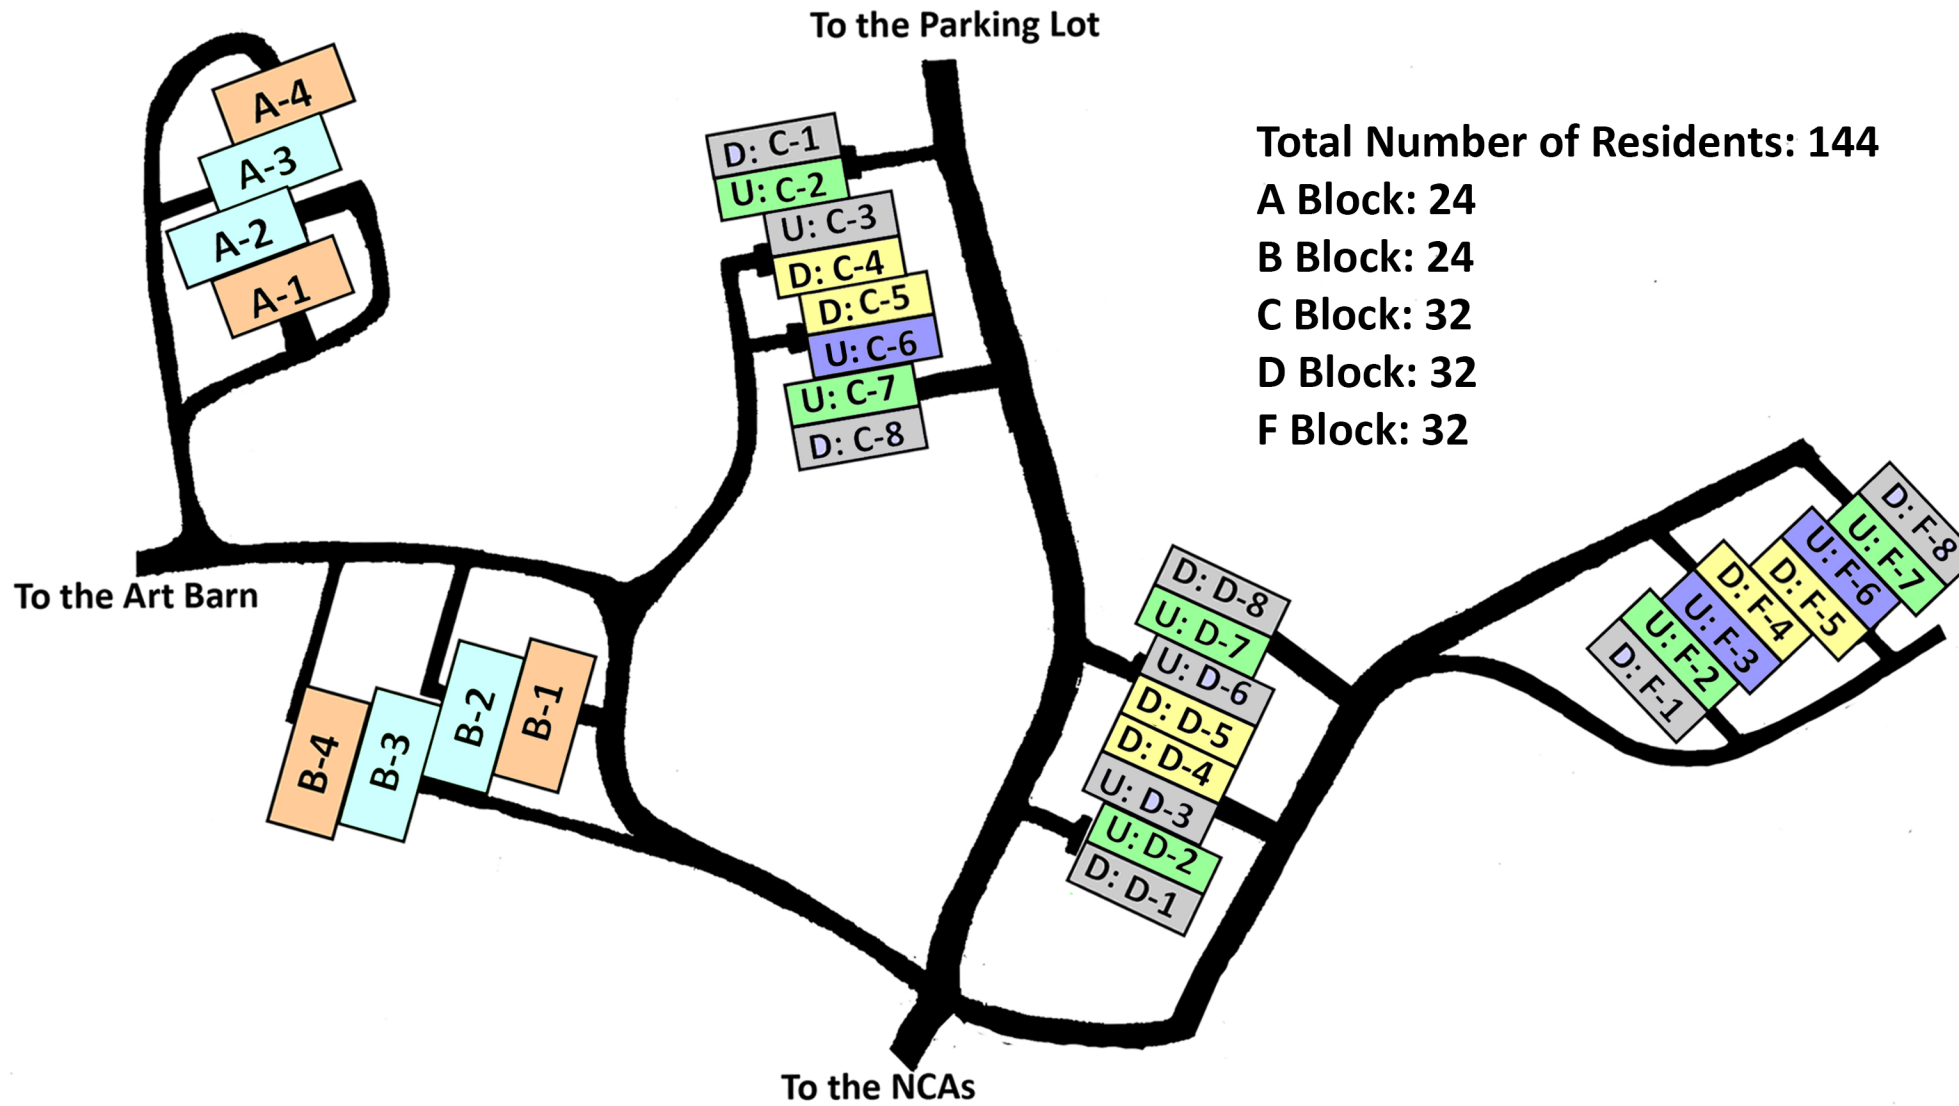 To the Parking Lot
A-4
A-3
A-2
A-1
D: C-1
U: C-2
U: C-3
D: C-4
D: C-5
U: C-6
U: C-7
D: C-8
Total Number of Residents: 144
A Block: 24
B Block: 24
C Block: 32
D Block: 32
F Block: 32
To the Art Barn
B-4
B-3
B-2
B-1
D: D-8
U: D-7
U: D-6
D: D-5
D: D-4
U: D-3
U: D-2
D: D-1
D: F-8
U: F-7
U: F-6
D: F-5
D: F-4
U: F-3
U: F-2
D: F-1
To the NCAs